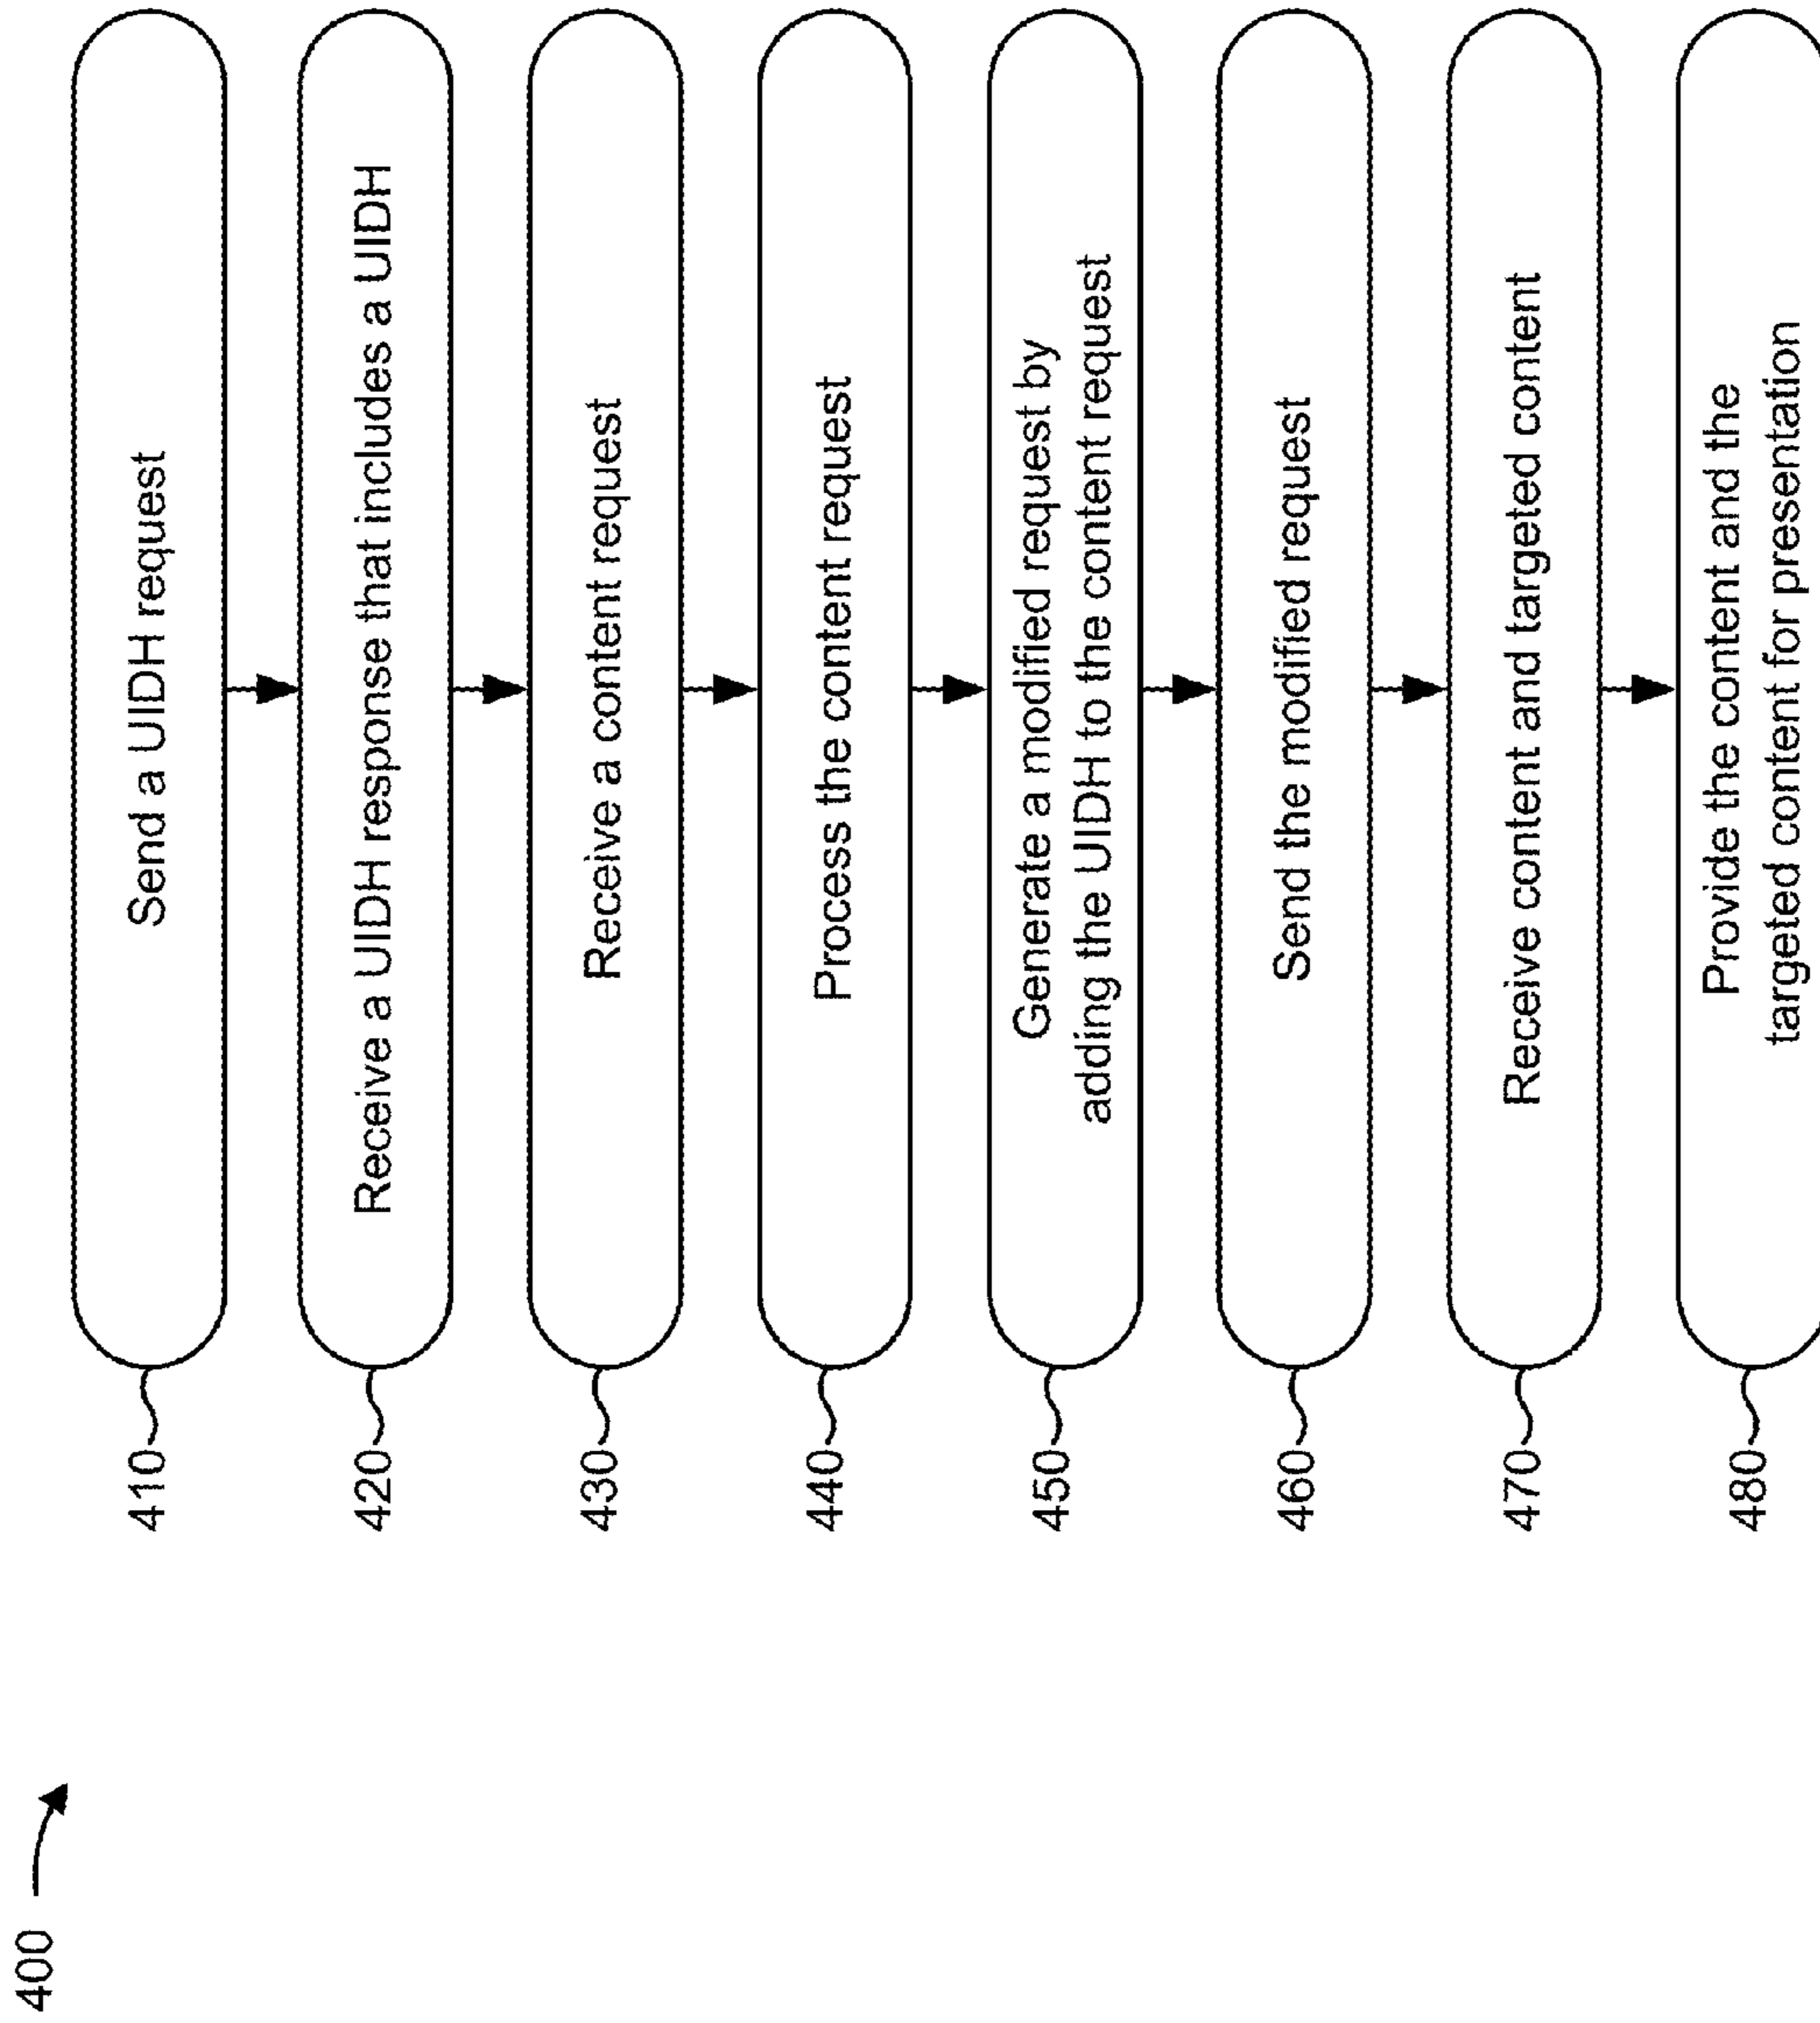 400
410
Send a UIDH request
420
Receive a UIDH response that includes a UIDH
430
Receive a content request
440
Process the content request
450
Generate a modified request by
adding the UIDH to the content request
460
Send the modified request
470
Receive content and targeted content
480
Provide the content and the
targeted content for presentation